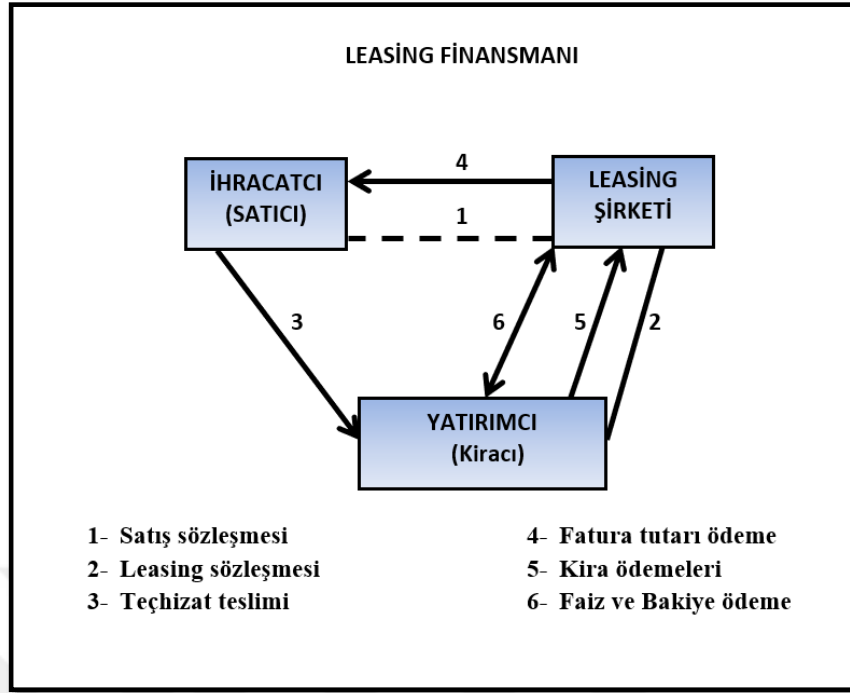 LEASİNG FİNANSMANI
4
İHRACATCI
(SATICI)
LEASİNG
ŞİRKETİ
1
3
6
5
2
YATIRIMCI
(Kiracı)
1- Satış sözleşmesi
2- Leasing sözleşmesi
3- Teçhizat teslimi
4- Fatura tutarı ödeme
5- Kira ödemeleri
6- Faiz ve Bakiye ödeme